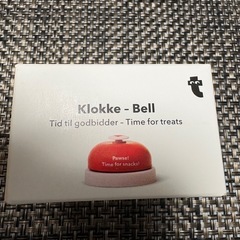 Klokke - Bell
Tid til godbidder - Time for treats
Pawse!
Time for snacks!